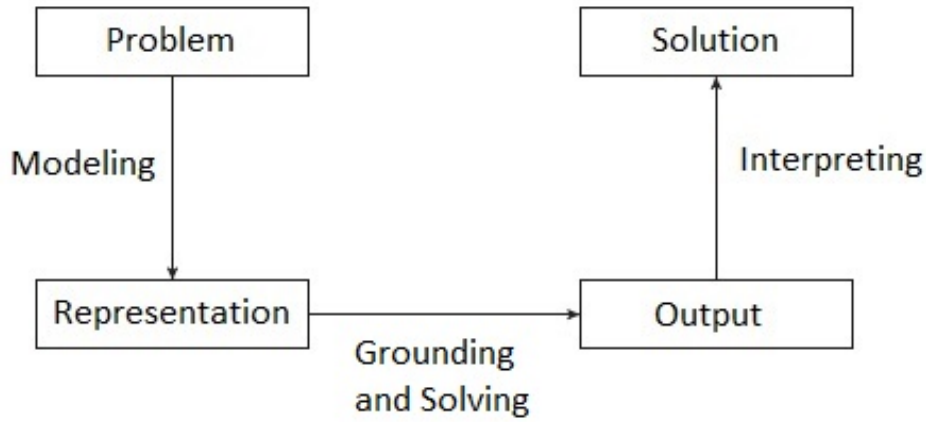 Problem
Solution
Modeling
Interpreting
Representation
Output
Grounding
and Solving